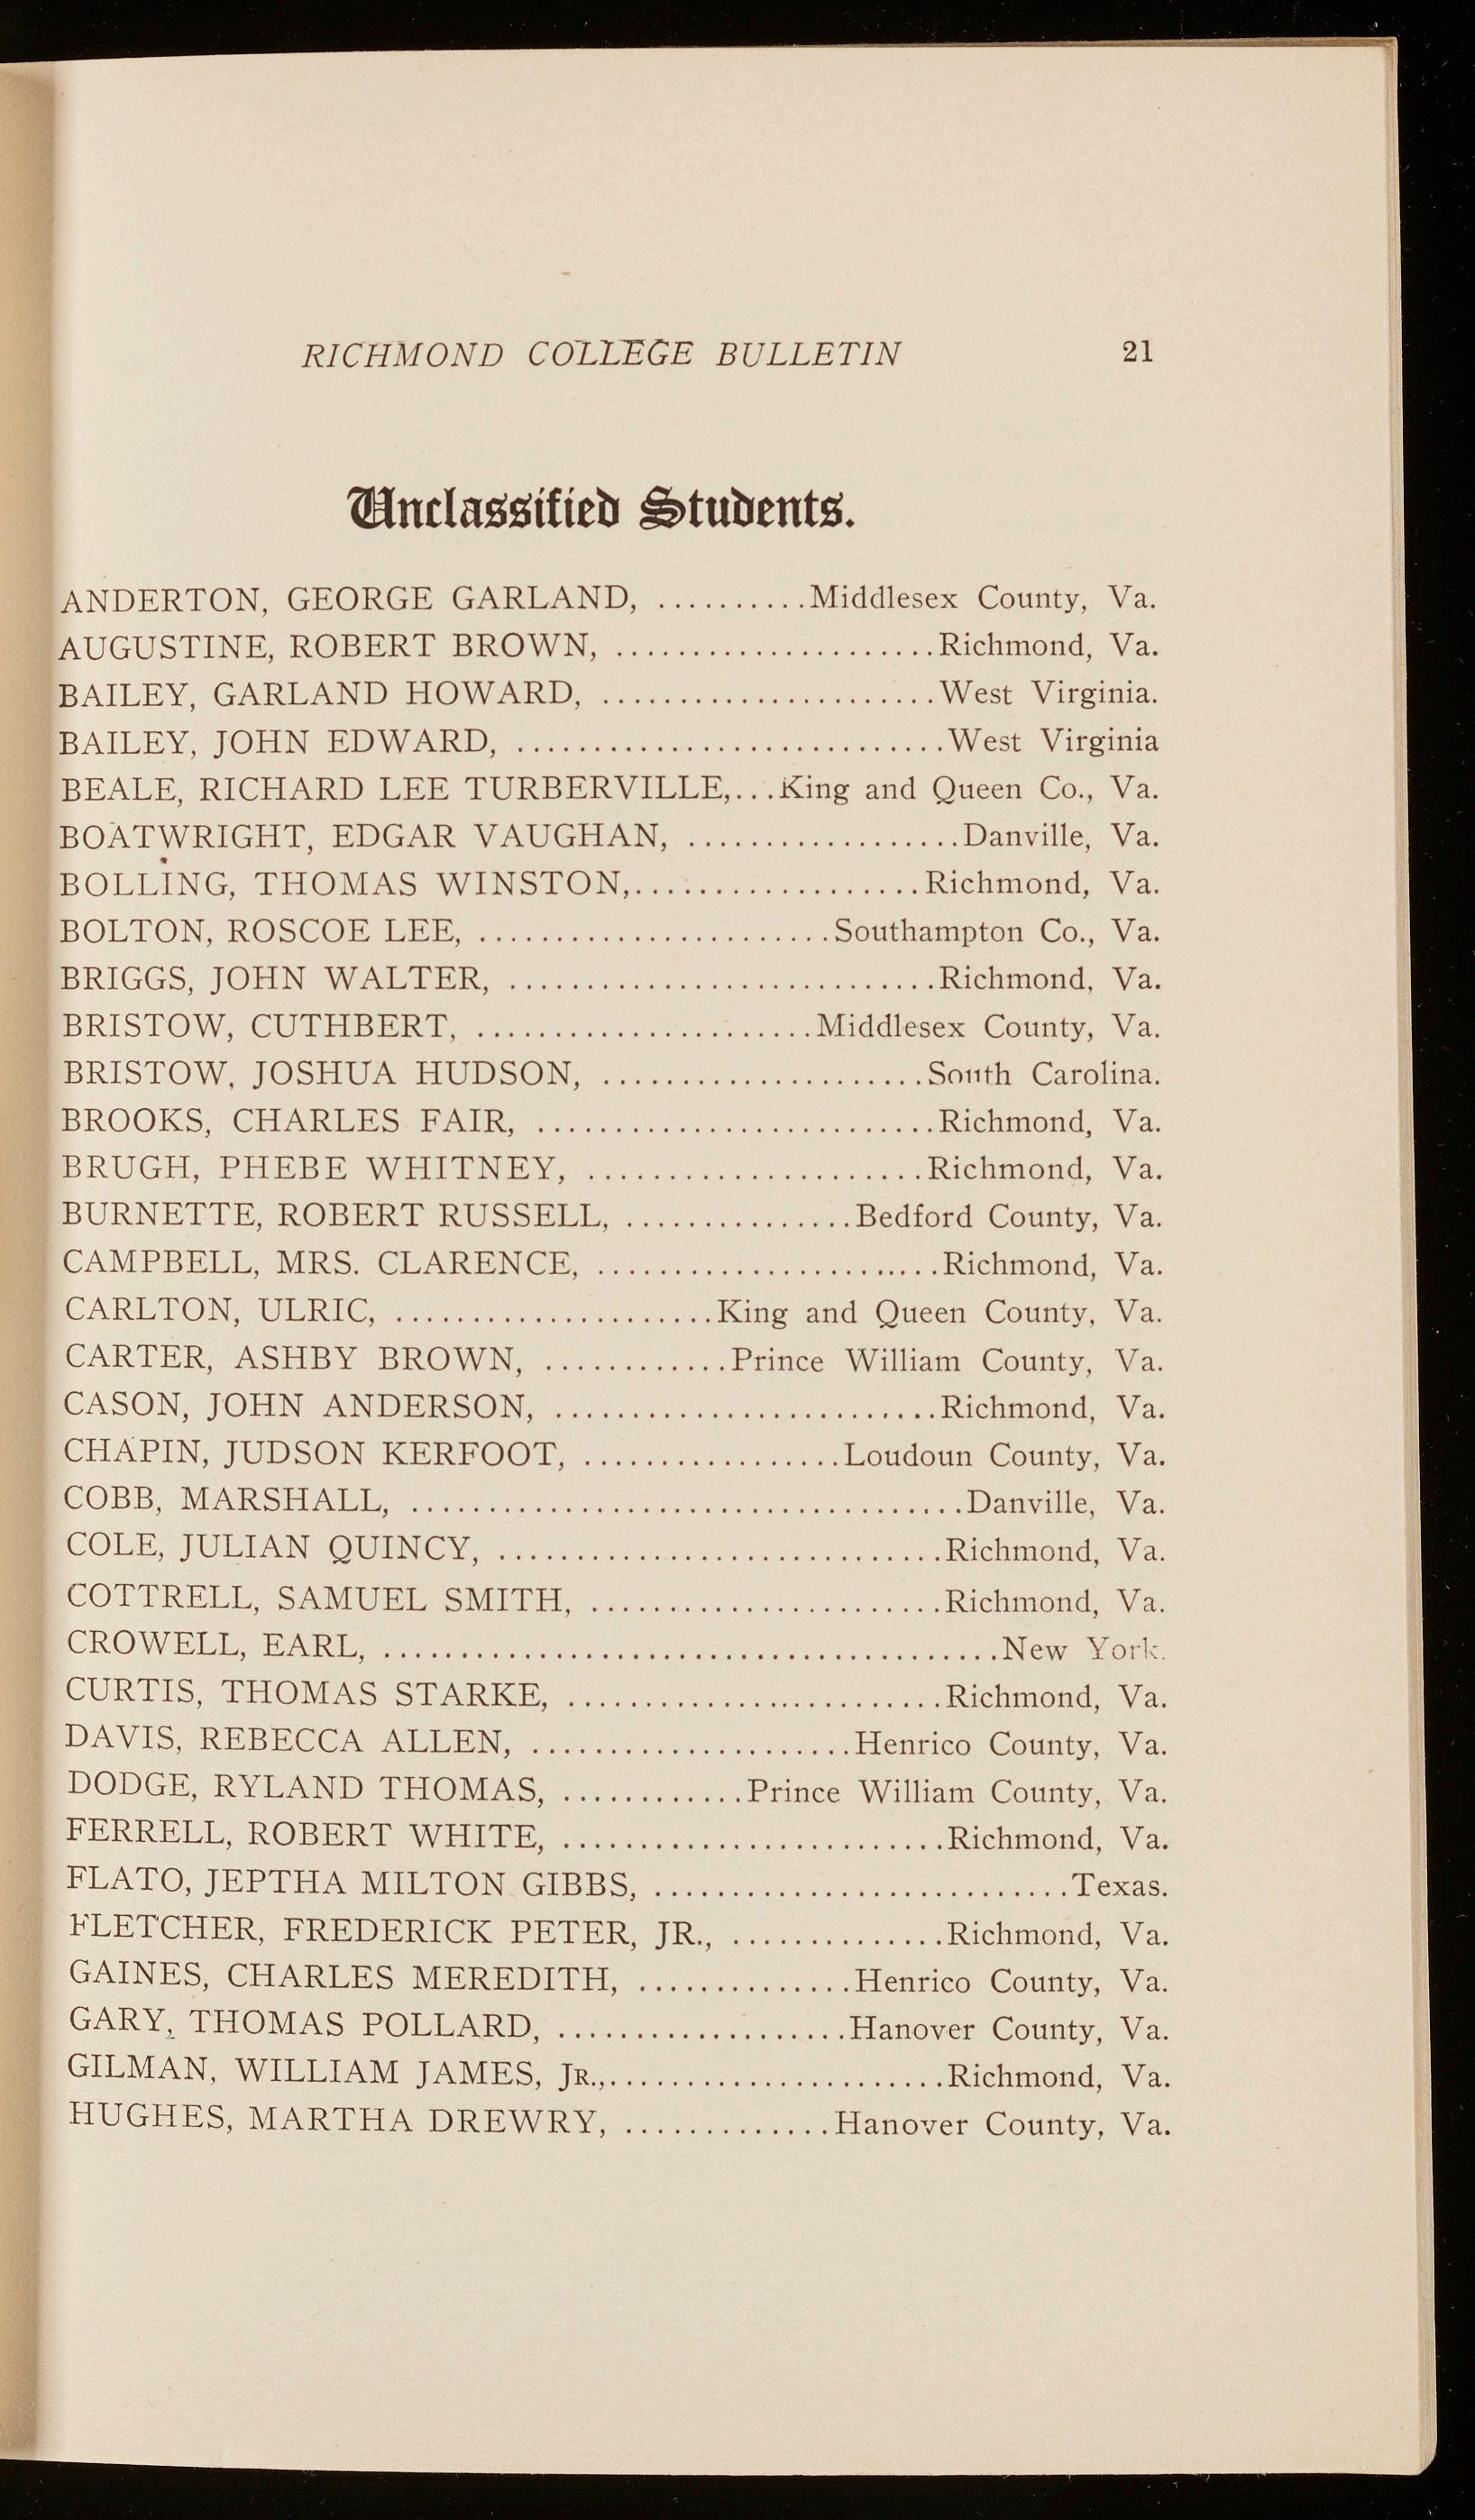 RICHMOND COLLEGE BULLETIN 21
Unclassified Students.
ANDERTON, GEORGE GARLAND, ..........Middlesex County, Va.
AUGUSTINE, ROBERT BROWN, .....................Richmond, Va.
BAILEY, GARLAND HOWARD, ......................West Virginia.
BAILEY, JOHN EDWARD, ............................West Virginia
BEALE, RICHARD LEE TURBERVILLE,...King and Queen Co., Va.
BOATWRIGHT, EDGAR VAUGHAN, ..................Danville, Va.
BOLLING, THOMAS WINSTON,...................Richmond, Va.
BOLTON, ROSCOE LEE, .......................Southampton Co., Va.
BRIGGS, JOHN WALTER, ............................Richmond, Va.
BRISTOW, CUTHBERT, ......................Middlesex County, Va.
BRISTOW, JOSHUA HUDSON, .....................South Carolina.
BROOKS, CHARLES FAIR, ..........................Richmond, Va.
BRUGH, PHEBE WHITNEY, ......................Richmond, Va.
BURNETTE, ROBERT RUSSELL, ...............Bedford County, Va.
CAMPBELL, MRS. CLARENCE, .......................Richmond, Va.
CARLTON, ULRIC, .....................King and Queen County, Va.
CARTER, ASHBY BROWN, ............Prince William County, Va.
CASON, JOHN ANDERSON, .........................Richmond, Va.
CHAPIN, JUDSON KERFOOT, .................Loudoun County, Va.
COBB, MARSHALL, ....................................Danville, Va.
COLE, JULIAN QUINCY, .............................Richmond, Va.
COTTRELL, SAMUEL SMITH, .......................Richmond, Va.
CROWELL, EARL, ........................................New York.
CURTIS, THOMAS STARKE, .........................Richmond, Va.
DAVIS, REBECCA ALLEN, .....................Henrico County, Va.
DODGE, RYLAND THOMAS, ............Prince William County, Va.
FERRELL, ROBERT WHITE, .........................Richmond, Va.
FLATO, JEPTHA MILTON GIBBS, ...........................Texas.
FLETCHER, FREDERICK PETER, JR., ..............Richmond, Va.
GAINES, CHARLES MEREDITH, ..............Henrico County, Va.
GARY, THOMAS POLLARD, ...................Hanover County, Va.
GILMAN, WILLIAM JAMES, JR.,......................Richmond, Va.
HUGHES, MARTHA DREWRY, .............Hanover County, Va.